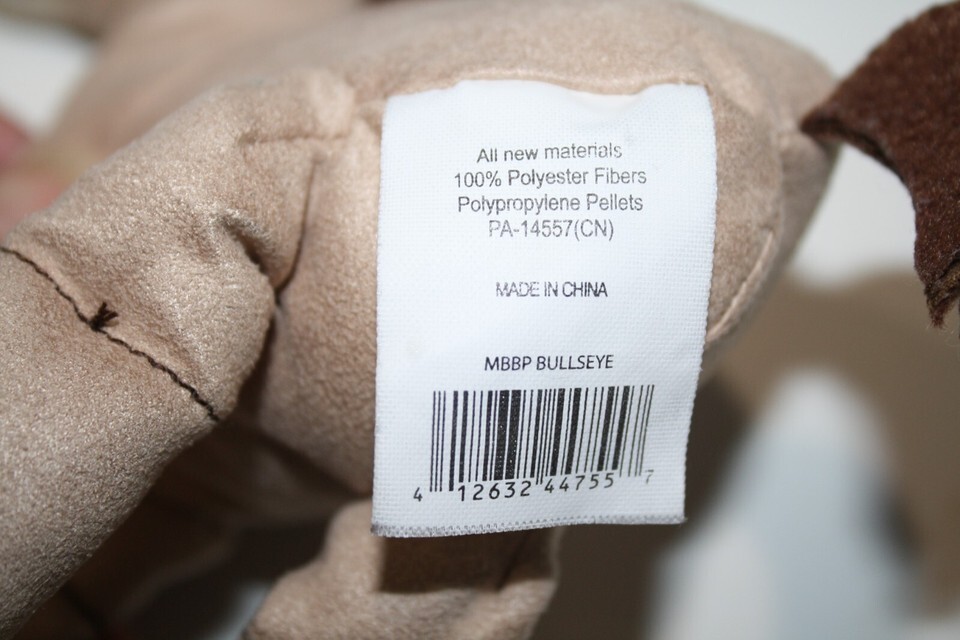 All new materials
100% Polyester Fibers
Polypropylene Pellets
PA-14557(CN)
MADE IN CHINA
MBBP BULLSEYE
4 12632 44755 7